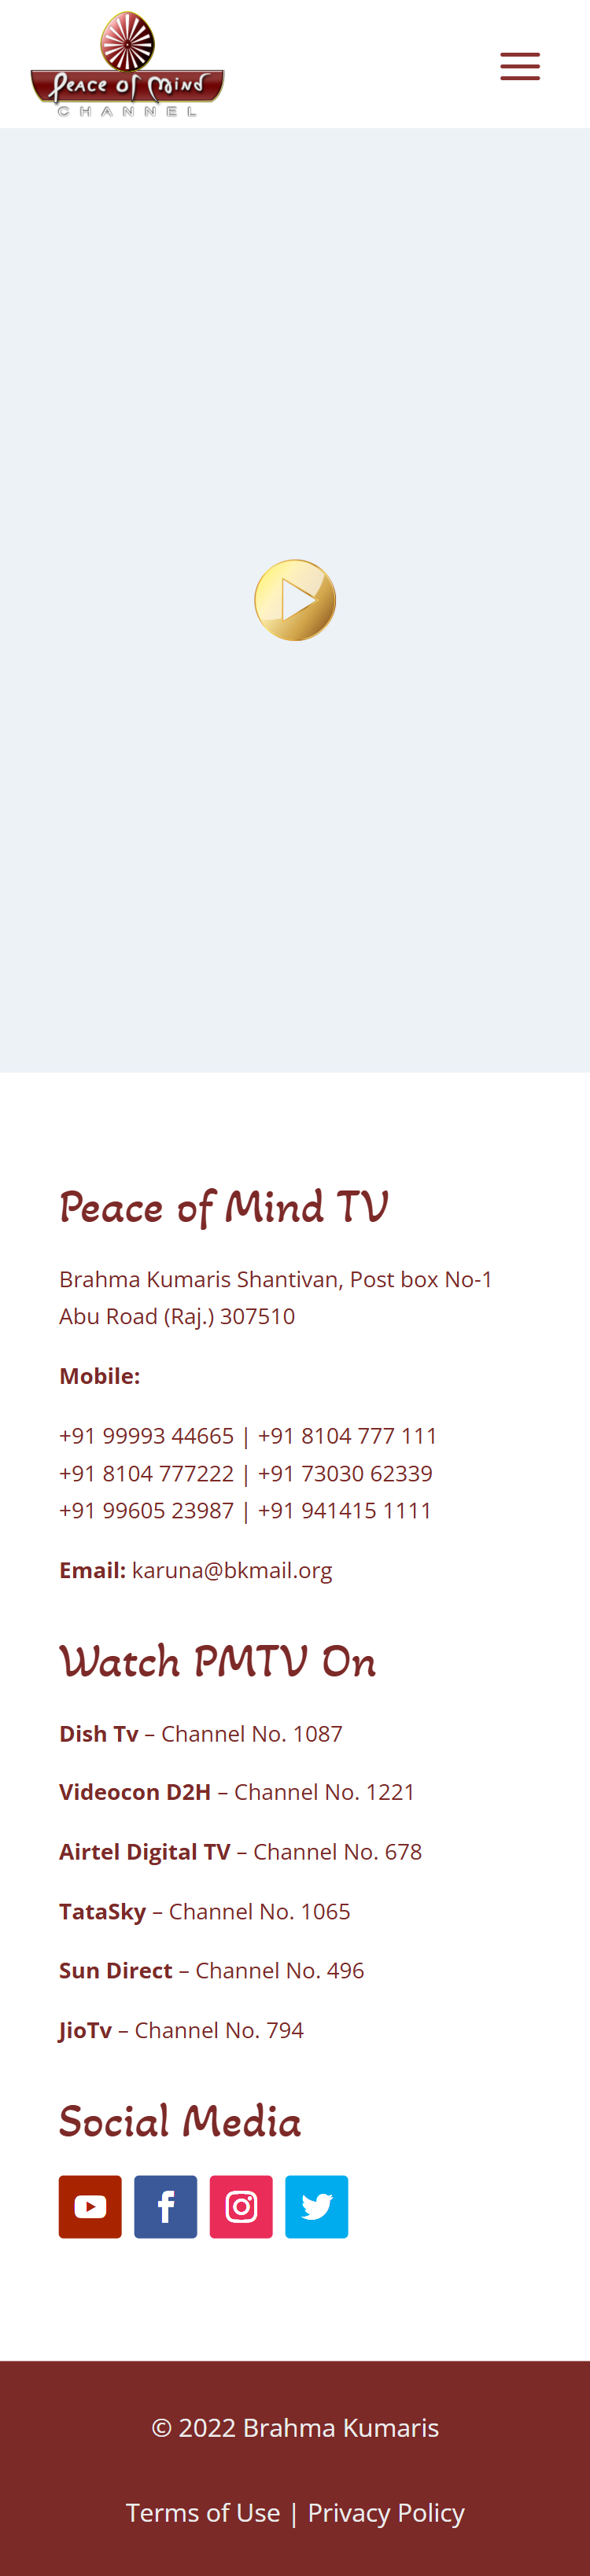 Peace of Mind
CHANNEL
Peace of Mind TV
Brahma Kumaris Shantivan, Post box No-1
Abu Road (Raj.) 307510
Mobile:
+91 99993 44665 | +91 8104 777 111
+91 8104 777222 | +91 73030 62339
+91 99605 23987 | +91 941415 1111
Email: karuna@bkmail.org
Watch PMTV On
Dish Tv – Channel No. 1087
Videocon D2H – Channel No. 1221
Airtel Digital TV – Channel No. 678
TataSky – Channel No. 1065
Sun Direct – Channel No. 496
JioTv – Channel No. 794
Social Media
© 2022 Brahma Kumaris
Terms of Use | Privacy Policy